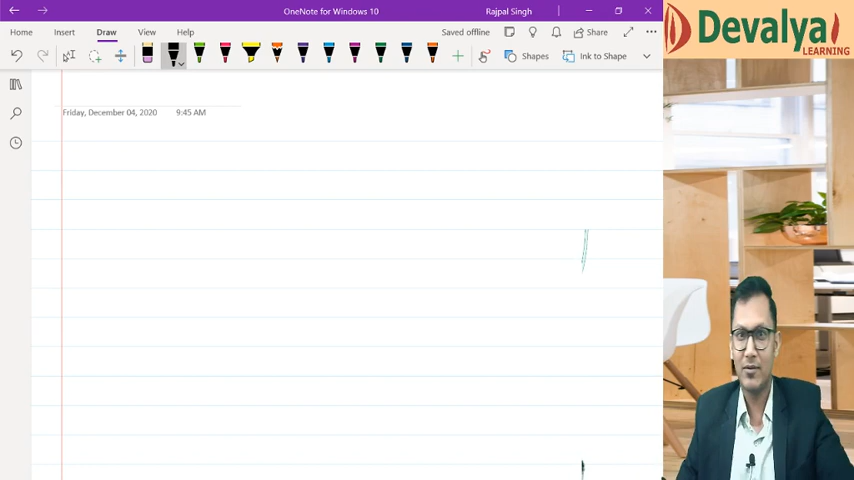 OneNote for Windows 10
Rajpal Singh
Home
Insert
Draw
View
Help
Saved offline
Share
Shapes
Ink to Shape
Friday, December 04, 2020
9:45 AM
Devalya
LEARNING